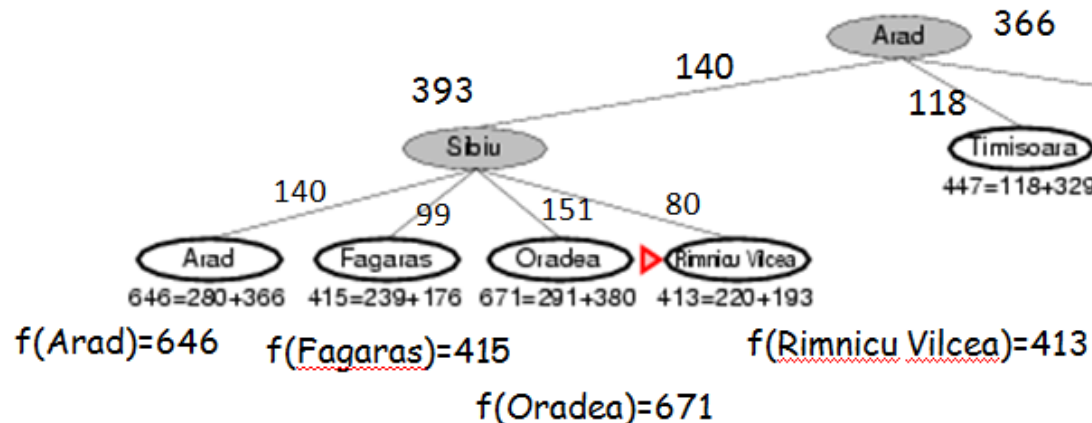 Arad 366
140
393
118
Sibiu
Timisoara
447=118+329
140
99
151
80
Arad
Fagaras
Oradea
Rimnicu Vilcea
646=280+366
415=239+176
671=291+380
413=220+193
f(Arad)=646
f(Fagaras)=415
f(Rimnicu Vilcea)=413
f(Oradea)=671